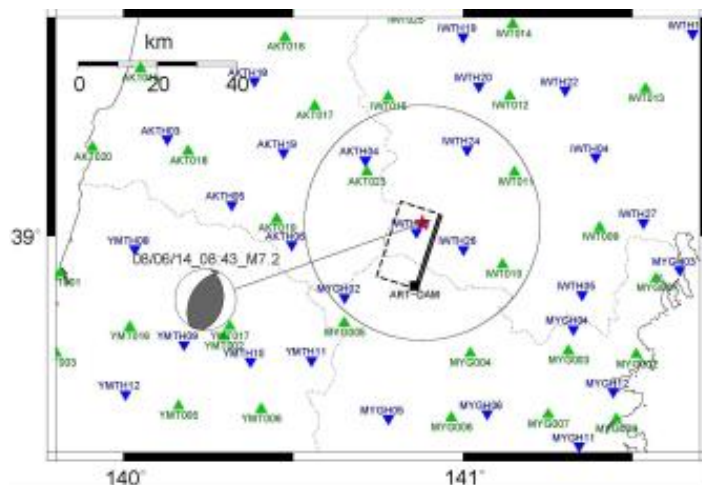 IWTH19
IWT014
AKT016
km
AKTH18
IWTH20
IWTH22
IWT013
0
20
40
IWT012
AKT017
AKTH03
AKT020
AKT018
AKTH19
AKTH04
IWTH24
IWTH04
AKT023
IWT011
AKTH05
AKT019
39°
YMTH08
AKTH06
IWTH26
IWT009
IWTH27
08/06/14_08:43_M7.2
MYGH03
IWT010
ART-DAM
MYGH02
IWTH05
YMT016
YMT017
MYG005
MYGH04
YMTH09
YMT002
YMTH10
YMTH11
MYG004
MYG003
MYG002
YMTH12
MYGH12
YMT005
YMT006
MYGH05
MYG006
MYGH06
MYG007
MYGH11
140°
141°